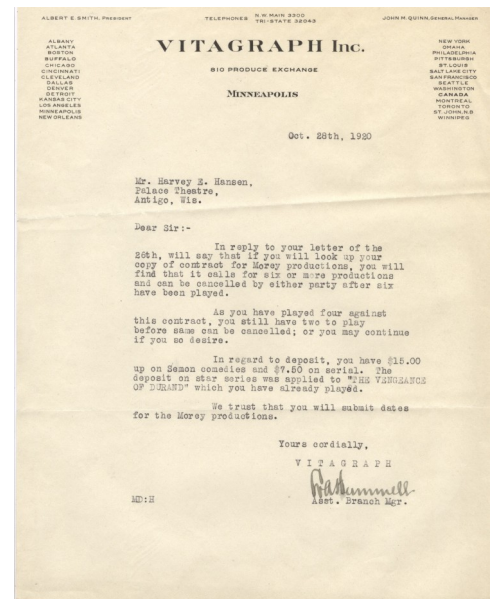 ALBERT E. SMITH, PRESIDENT
TELEPHONES N.W. MAIN 3300
TRI-STATE 32043
JOHN M. QUINN, GENERAL MANAGER
ALBANY
ATLANTA
BOSTON
BUFFALO
CHICAGO
CINCINNATI
CLEVELAND
DALLAS
DENVER
DETROIT
KANSAS CITY
LOS ANGELES
MINNEAPOLIS
NEW ORLEANS
VITAGRAPH Inc.
810 PRODUCE EXCHANGE
MINNEAPOLIS
NEW YORK
OMAHA
PHILADELPHIA
PITTSBURGH
ST. LOUIS
SALT LAKE CITY
SAN FRANCISCO
SEATTLE
WASHINGTON
CANADA
MONTREAL
TORONTO
ST. JOHN, N.B
WINNIPEG
Oct. 28th, 1920
Mr. Harvey E. Hansen,
Palace Theatre,
Antigo, Wis.
Dear Sir:-
In reply to your letter of the
26th, will say that if you will look up your
copy of contract for Morey productions, you will
find that it calls for six or more productions
and can be cancelled by either party after six
have been played.
As you have played four against
this contract, you still have two to play
before same can be cancelled; or you may continue
if you so desire.
In regard to deposit, you have $15.00
up on Semon comedies and $7.50 on serial. The
deposit on star series was applied to "THE VENGEANCE
OF DURAND" which you have already played.
We trust that you will submit dates
for the Morey productions.
Yours cordially,
VITAGRAPH
MD:H
Asst. Branch Mgr.